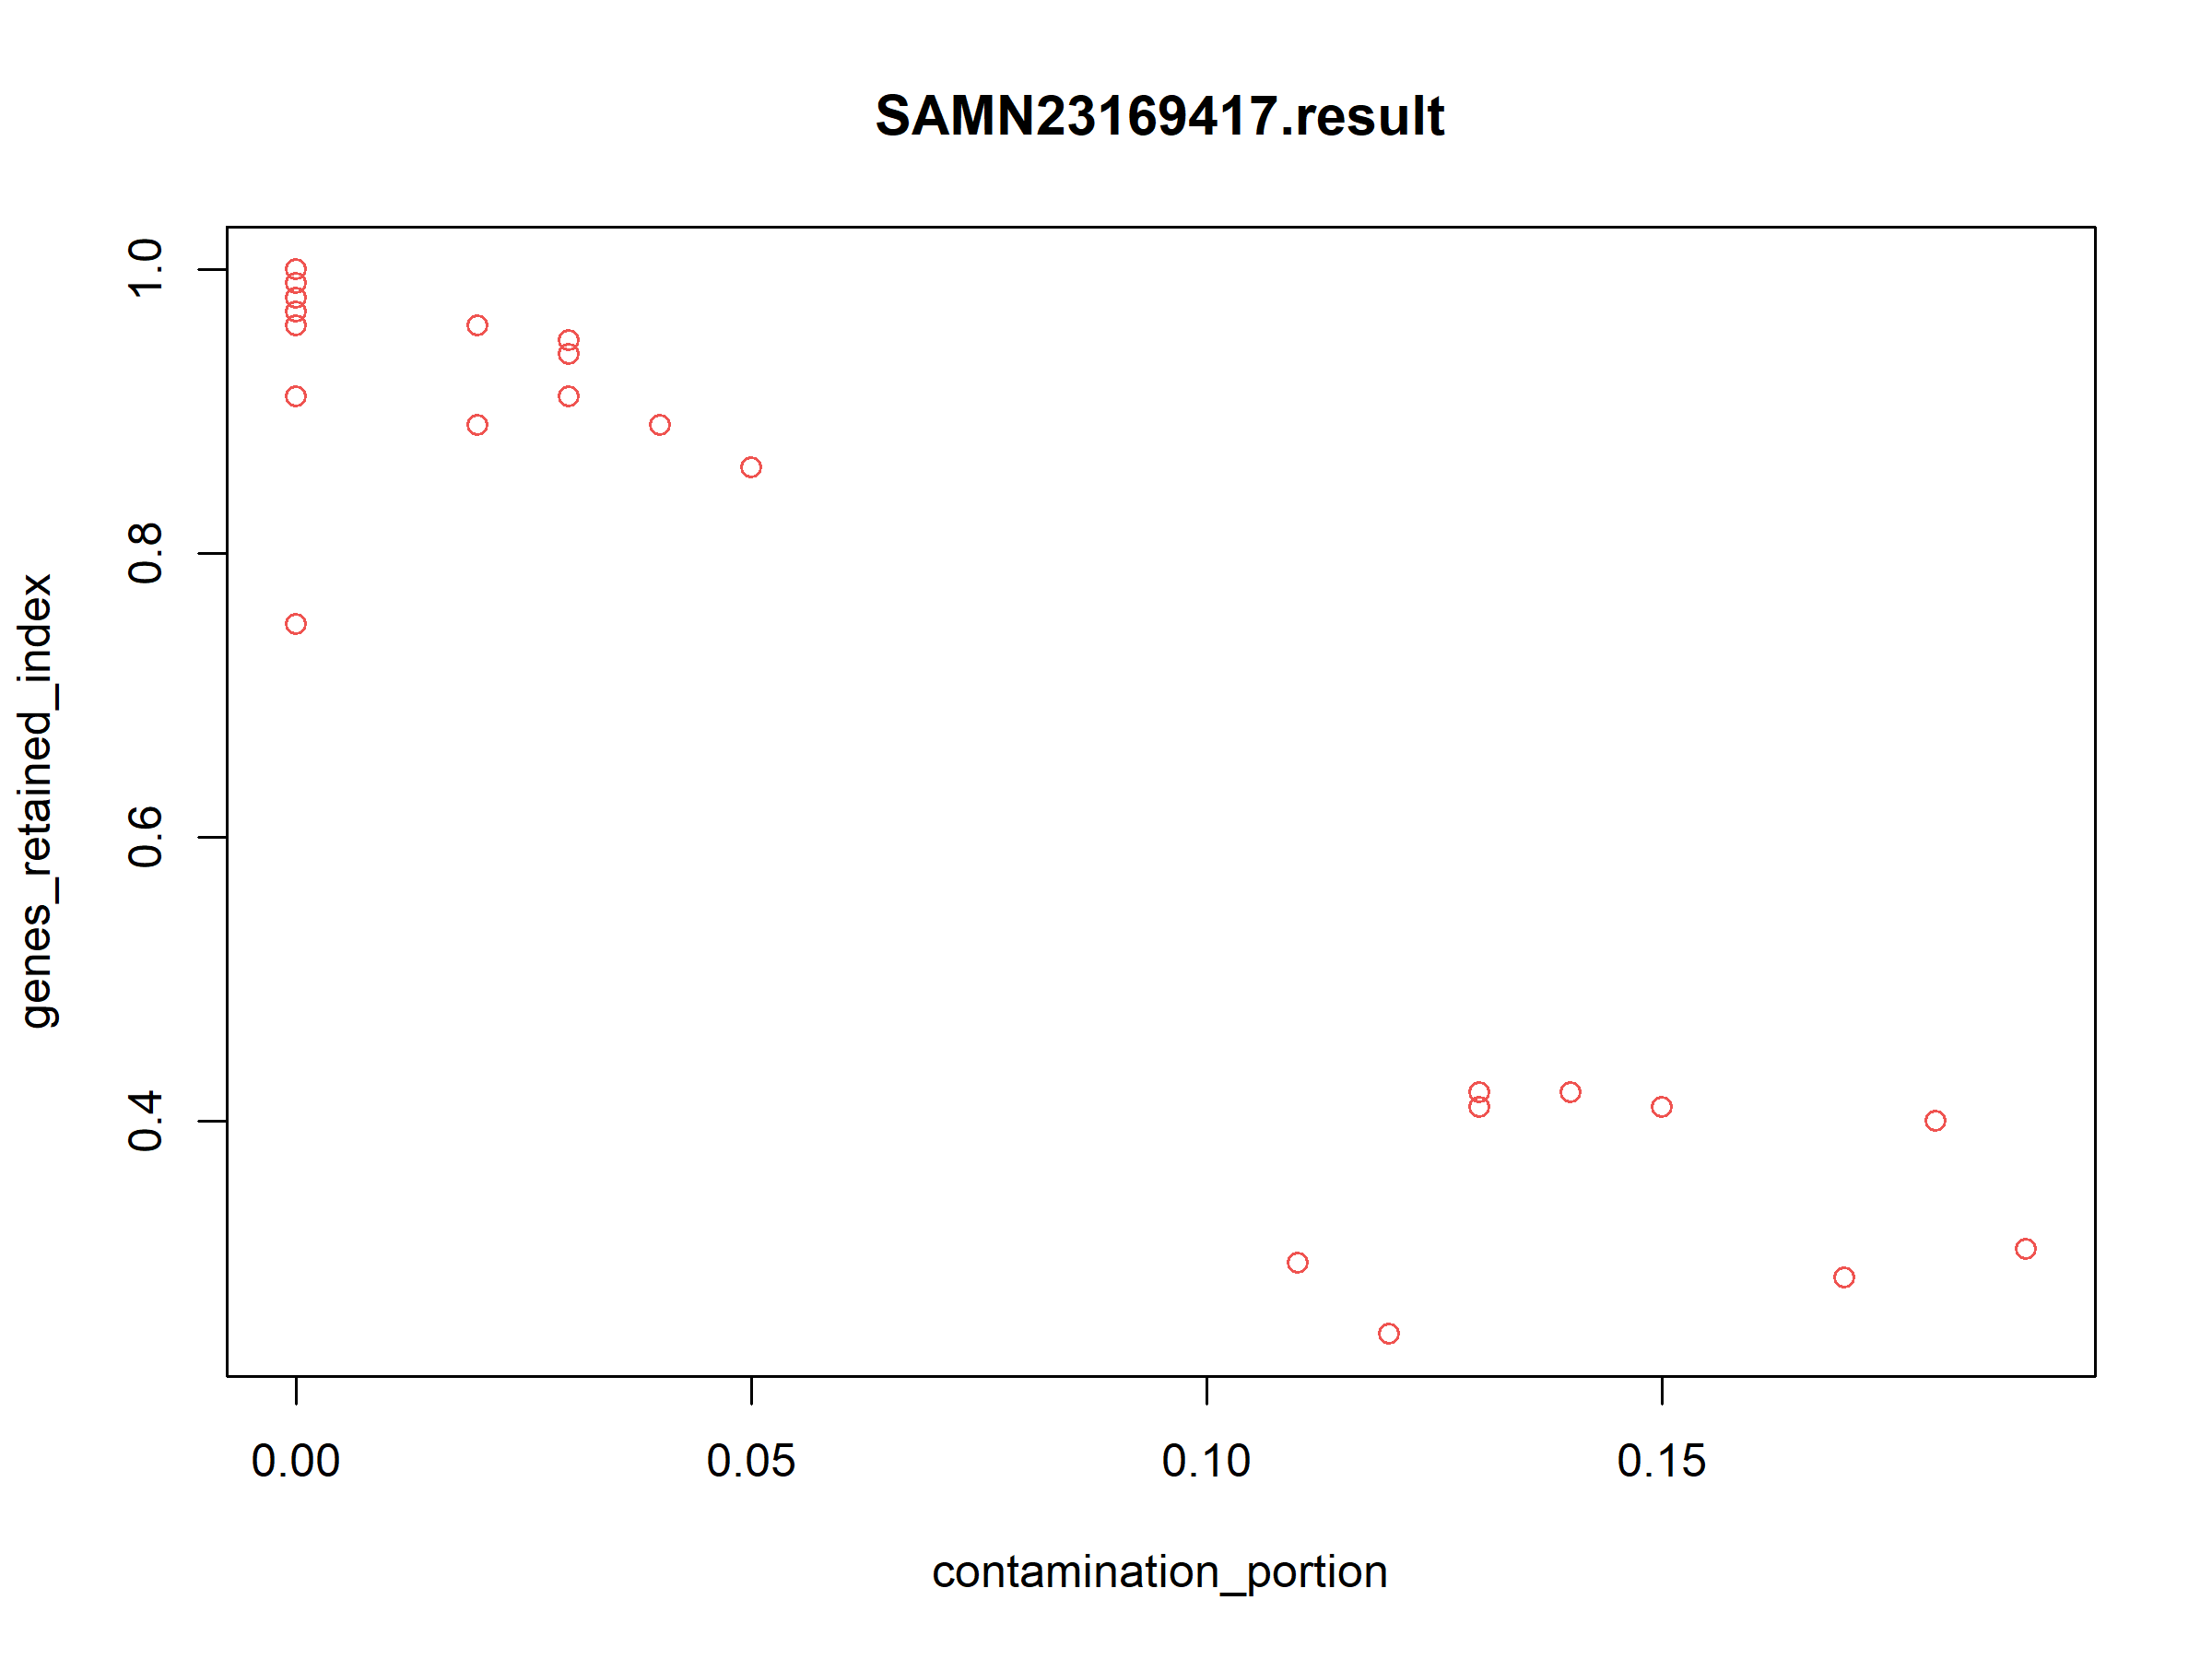 SAMN23169417.result
genes_retained_index
1.0
0.8
0.6
0.4
0.00 0.05 0.10 0.15
contamination_portion